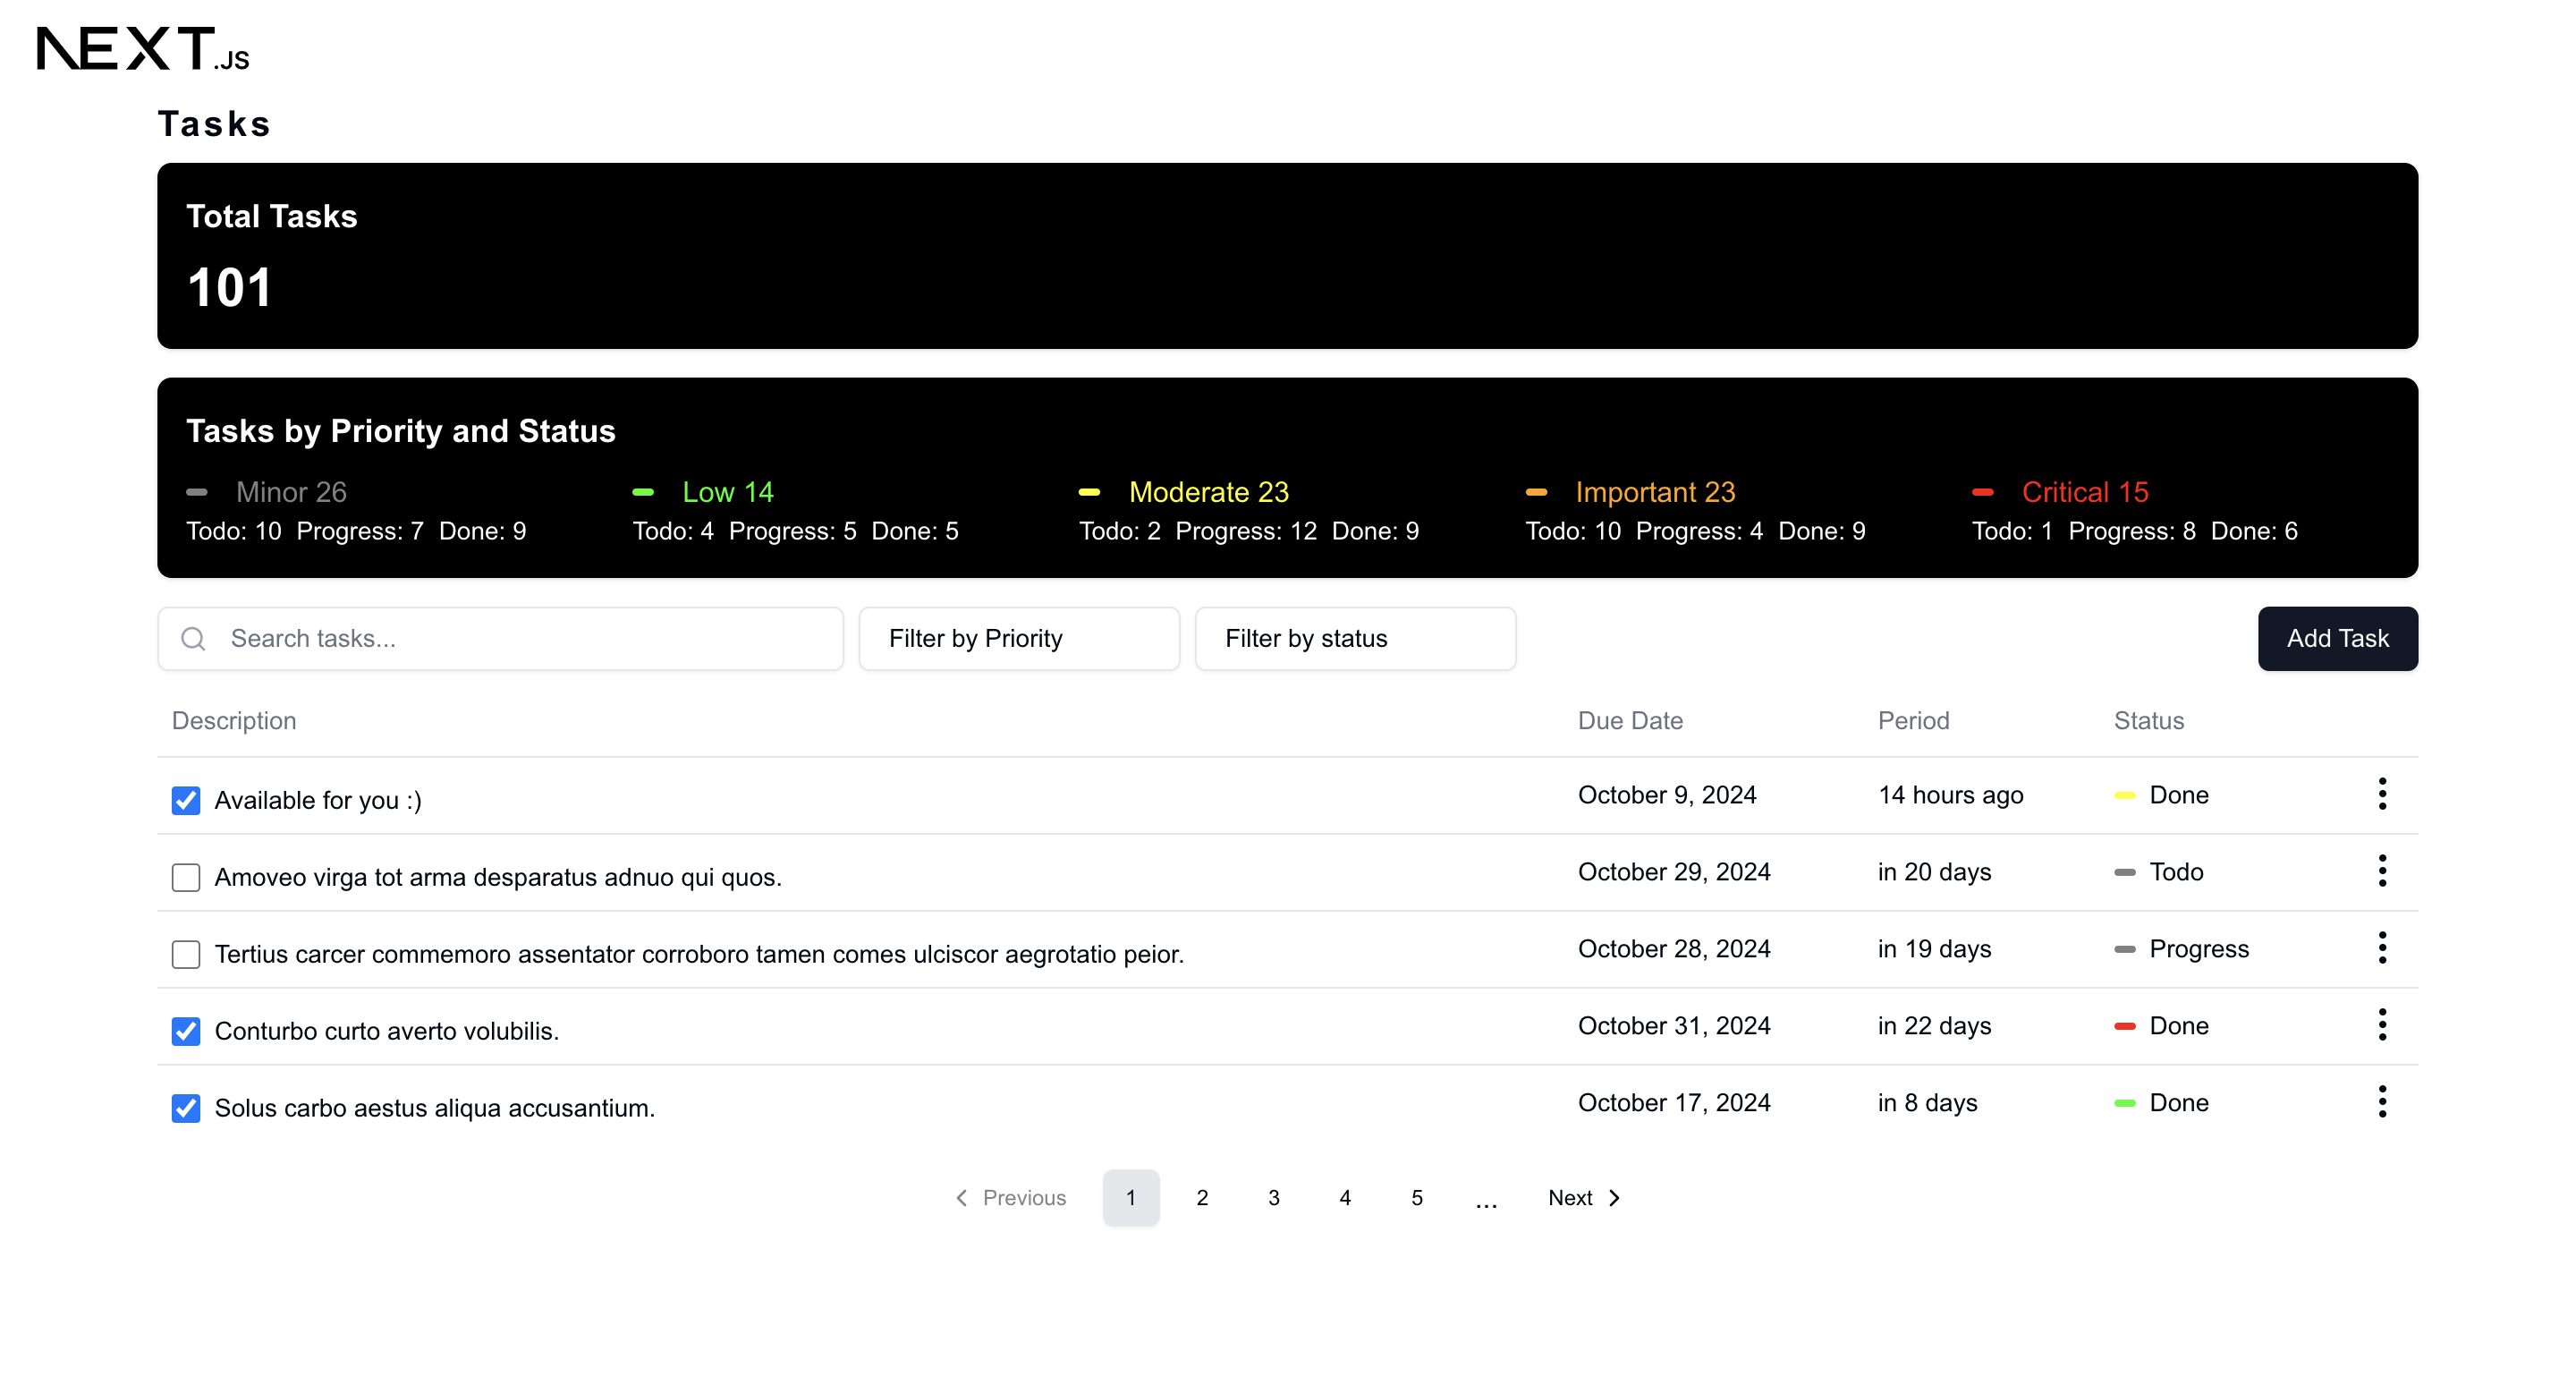 NEXT.JS
Tasks
Total Tasks
101
Tasks by Priority and Status
Minor 26 Low 14 Moderate 23 Important 23 Critical 15
Todo: 10 Progress: 7 Done: 9 Todo: 4 Progress: 5 Done: 5 Todo: 2 Progress: 12 Done: 9 Todo: 10 Progress: 4 Done: 9 Todo: 1 Progress: 8 Done: 6
Search tasks... Filter by Priority Filter by status Add Task
Description Due Date Period Status
Available for you :) October 9, 2024 14 hours ago Done
Amoveo virga tot arma desparatus adnuo qui quos. October 29, 2024 in 20 days Todo
Tertius carcer commemoro assentator corroboro tamen comes ulciscor aegrotatio peior. October 28, 2024 in 19 days Progress
Conturbo curto averto volubilis. October 31, 2024 in 22 days Done
Solus carbo aestus aliqua accusantium. October 17, 2024 in 8 days Done
Previous 1 2 3 4 5 ... Next